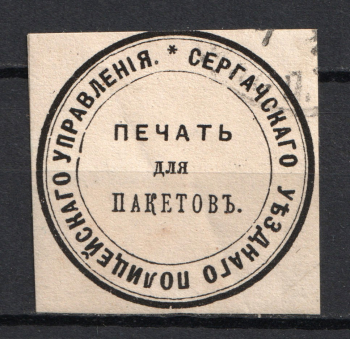 * СЕРГАЧСКАГО УѢЗДНАГО ПОЛИЦЕЙСКАГО УПРАВЛЕНІЯ.
ПЕЧАТЬ
для
ПАКЕТОВЪ.